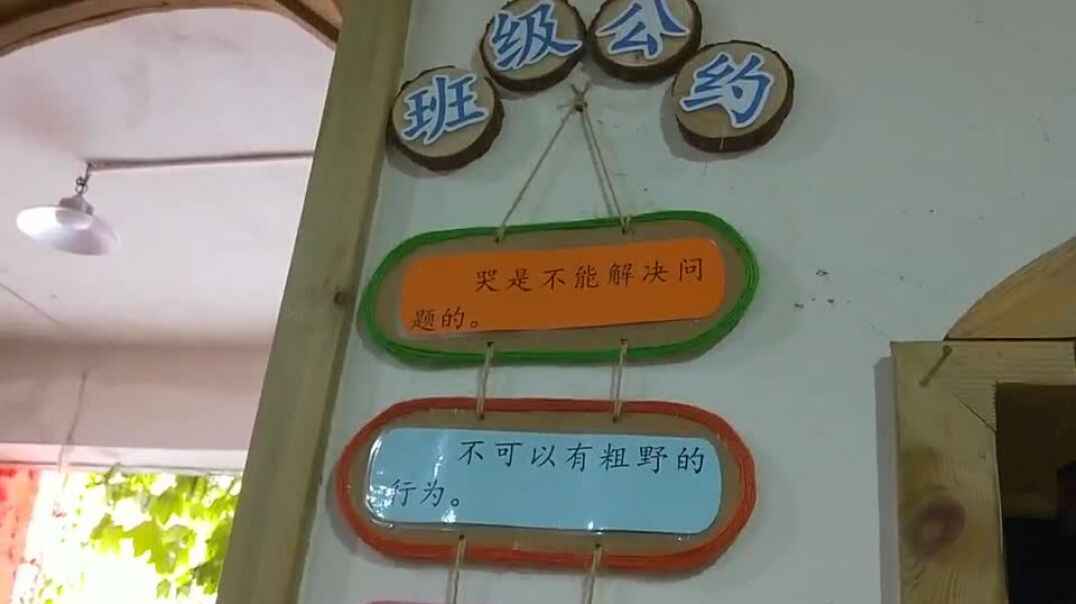 班级公约
哭是不能解决问
题的。
不可以有粗野的
行为。